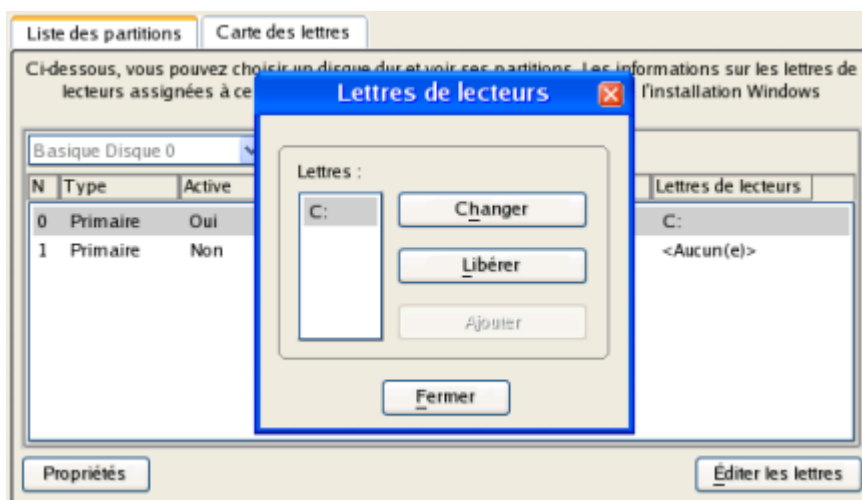 Liste des partitions Carte des lettres
Ci-dessous, vous pouvez choisir un disque dur et voir ses partitions. Les informations sur les lettres de
lecteurs assignées à ce l'installation Windows
Lettres de lecteurs
Basique Disque 0
N Type Active Lettres de lecteurs
0 Primaire Oui C:
1 Primaire Non <Aucun(e)>
Lettres :
C:
Changer
Libérer
Ajouter
Fermer
Propriétés Éditer les lettres